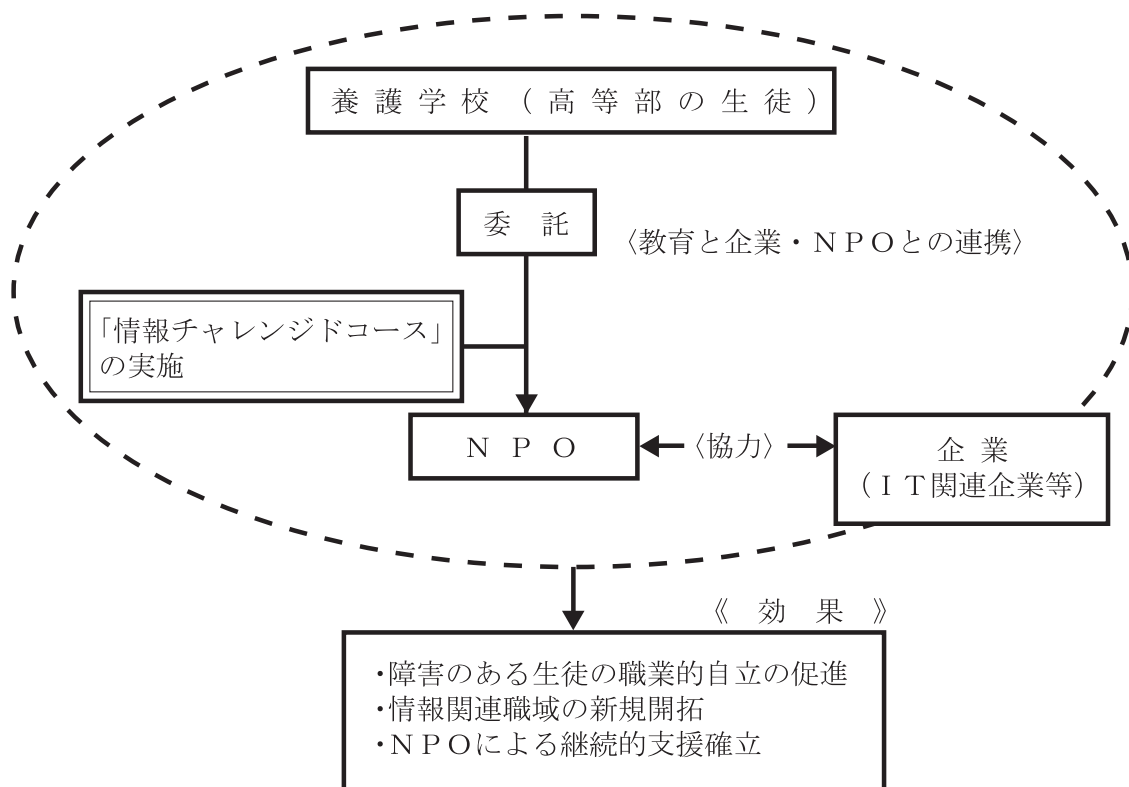 養護学校（高等部の生徒）
委　託
〈教育と企業・ＮＰＯとの連携〉
「情報チャレンジドコース」
の実施
ＮＰＯ
〈協力〉
企業
（ＩＴ関連企業等）
《　効　果　》
・障害のある生徒の職業的自立の促進
・情報関連職域の新規開拓
・ＮＰＯによる継続的支援確立